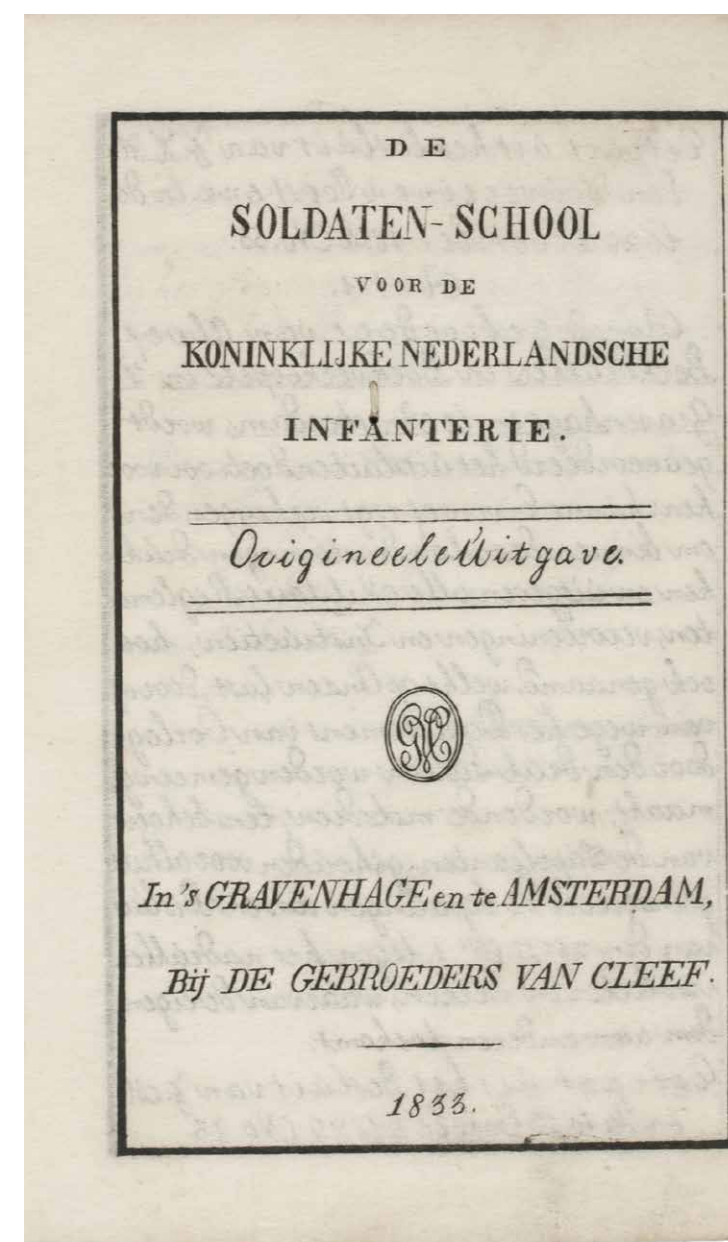 DE
SOLDATEN-SCHOOL
VOOR DE
KONINKLIJKE NEDERLANDSCHE
INFANTERIE.
Origineele Uitgave.
In 's GRAVENHAGE en te AMSTERDAM,
Bij DE GEBROEDERS VAN CLEEF.
1833.